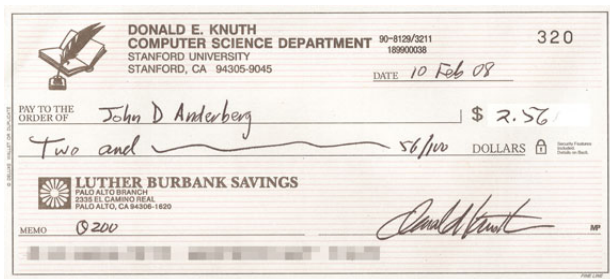 DONALD E. KNUTH
COMPUTER SCIENCE DEPARTMENT
STANFORD UNIVERSITY
STANFORD, CA 94305-9045
90-8129/3211
189900038
320
DATE 10 Feb 08
PAY TO THE
ORDER OF John D Anderberg $ 2.56
Two and 56/100 DOLLARS
Security Features
Included.
Details on Back.
LUTHER BURBANK SAVINGS
PALO ALTO BRANCH
2335 EL CAMINO REAL
PALO ALTO, CA 94306-1620
MEMO 0200
Donald Knuth
MP